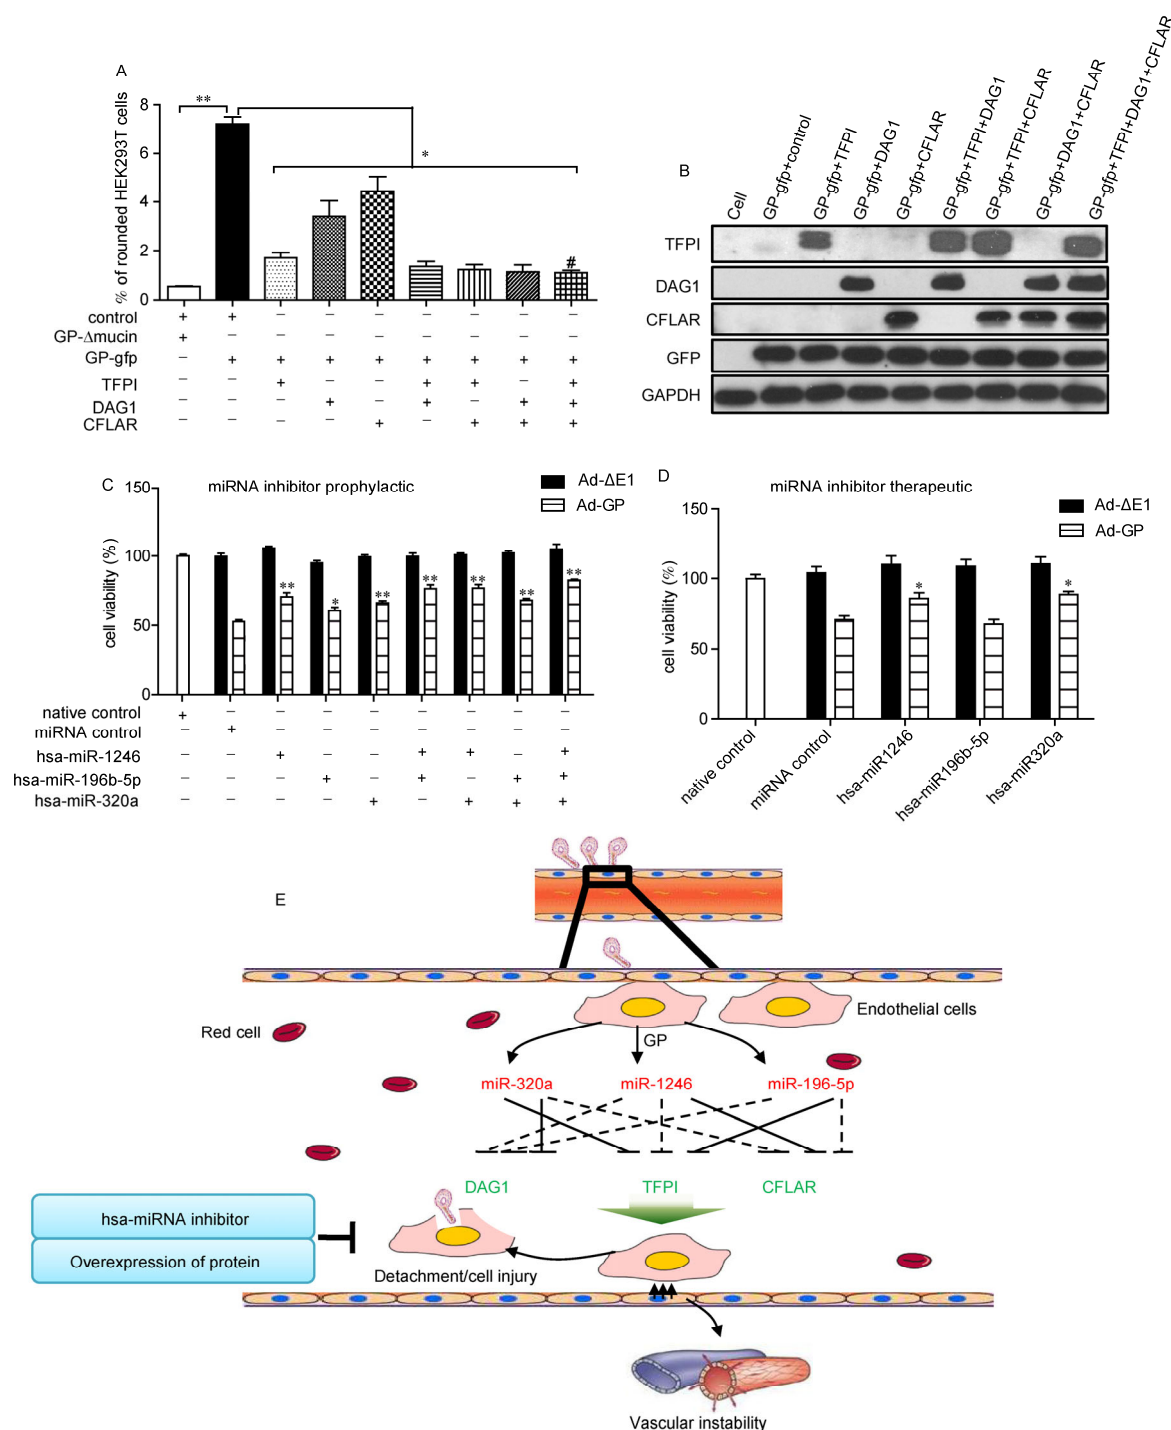 A
% of rounded HEK293T cells
8
6
4
2
0
**
*
#
control + + − − − − − − −
GP-Δmucin + − − − − − − − −
GP-gfp − + + + + + + + +
TFPI − − + − − + + − +
DAG1 − − − + − + − + +
CFLAR − − − − + − + + +
B
Cell
GP-gfp+control
GP-gfp+TFPI
GP-gfp+DAG1
GP-gfp+CFLAR
GP-gfp+TFPI+DAG1
GP-gfp+TFPI+CFLAR
GP-gfp+DAG1+CFLAR
GP-gfp+TFPI+DAG1+CFLAR
TFPI
DAG1
CFLAR
GFP
GAPDH
C
miRNA inhibitor prophylactic
Ad-ΔE1
Ad-GP
cell viability (%)
150
100
50
0
** * ** ** ** ** **
native control + − − − − − − − −
miRNA control − + − − − − − − −
hsa-miR-1246 − − + − − + + − +
hsa-miR-196b-5p − − − + − + − + +
hsa-miR-320a − − − − + − + + +
D
miRNA inhibitor therapeutic
Ad-ΔE1
Ad-GP
cell viability (%)
150
100
50
0
* *
native control
miRNA control
hsa-miR1246
hsa-miR196b-5p
hsa-miR320a
E
Endothelial cells
Red cell
GP
miR-320a miR-1246 miR-196-5p
DAG1 TFPI CFLAR
hsa-miRNA inhibitor
Overexpression of protein
Detachment/cell injury
Vascular instability